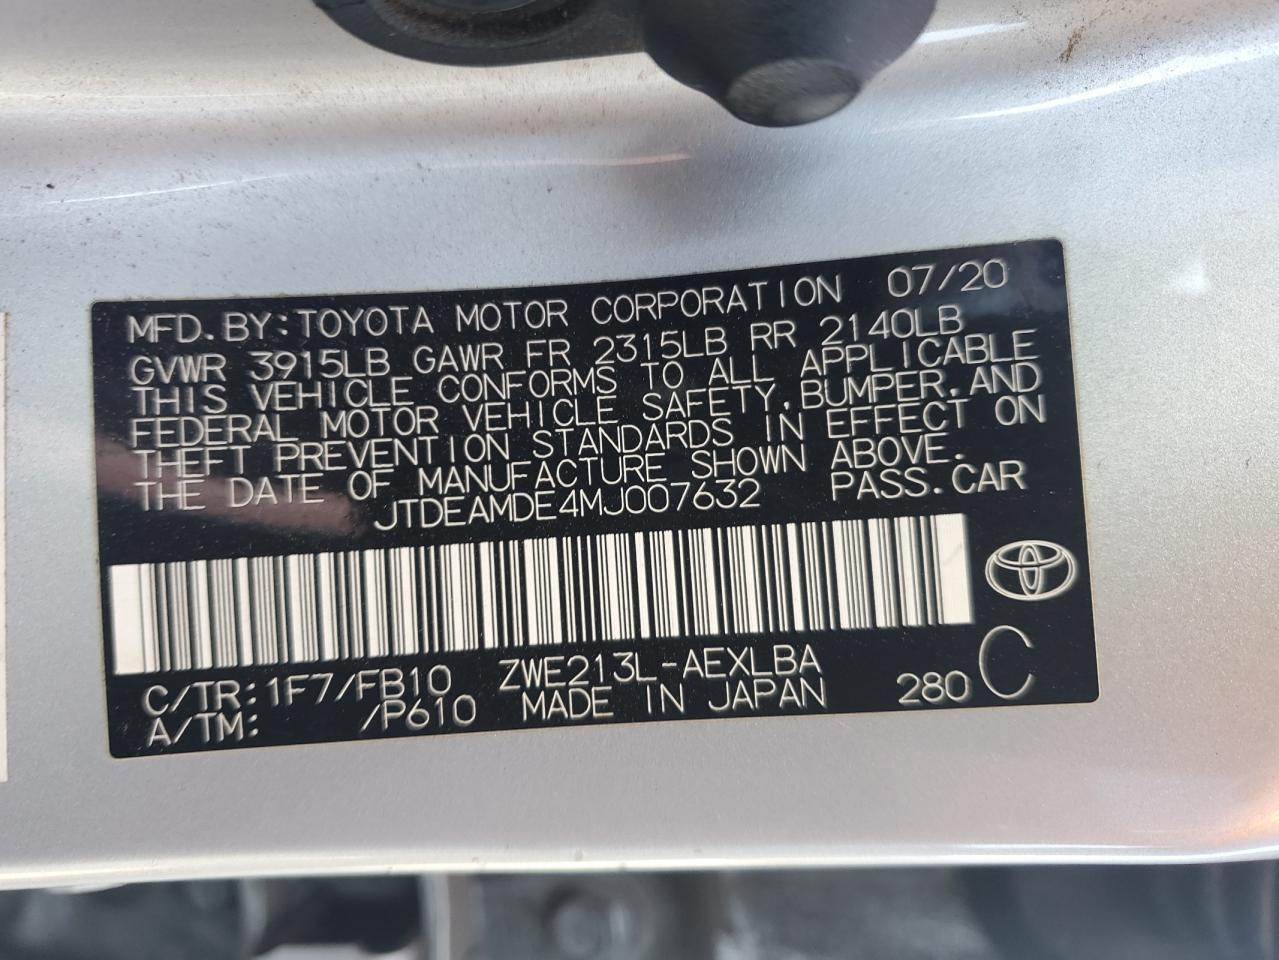 MFD.BY:TOYOTA MOTOR CORPORATION 07/20
GVWR 3915LB GAWR FR 2315LB RR 2140LB
THIS VEHICLE CONFORMS TO ALL APPLICABLE
FEDERAL MOTOR VEHICLE SAFETY,BUMPER,AND
THEFT PREVENTION STANDARDS IN EFFECT ON
THE DATE OF MANUFACTURE SHOWN ABOVE.
JTDEAMDE4MJ007632 PASS.CAR
C/TR:1F7/FB10 ZWE213L-AEXLBA
A/TM: /P610 MADE IN JAPAN 280 C